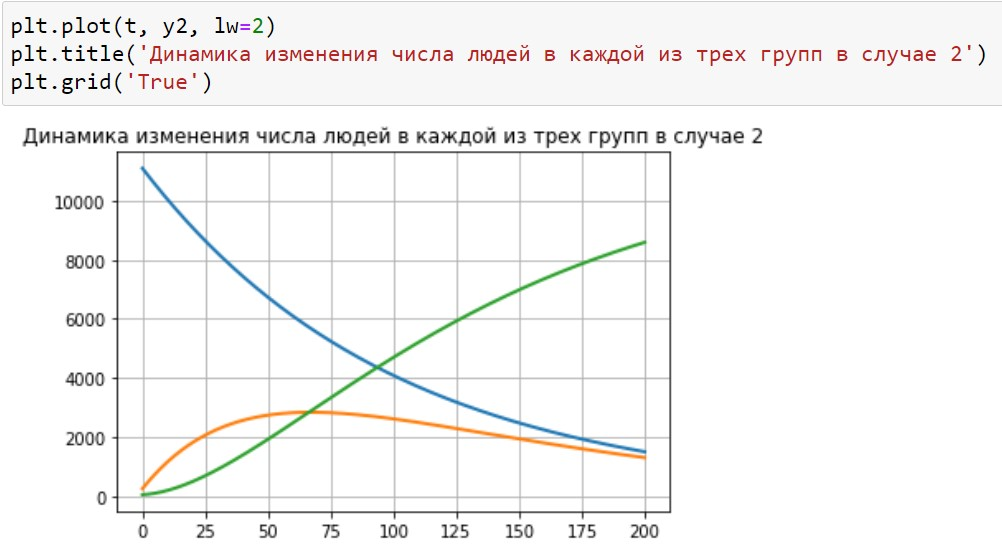 plt.plot(t, y2, lw=2)
plt.title('Динамика изменения числа людей в каждой из трех групп в случае 2')
plt.grid('True')
Динамика изменения числа людей в каждой из трех групп в случае 2
10000
8000
6000
4000
2000
0
0 25 50 75 100 125 150 175 200